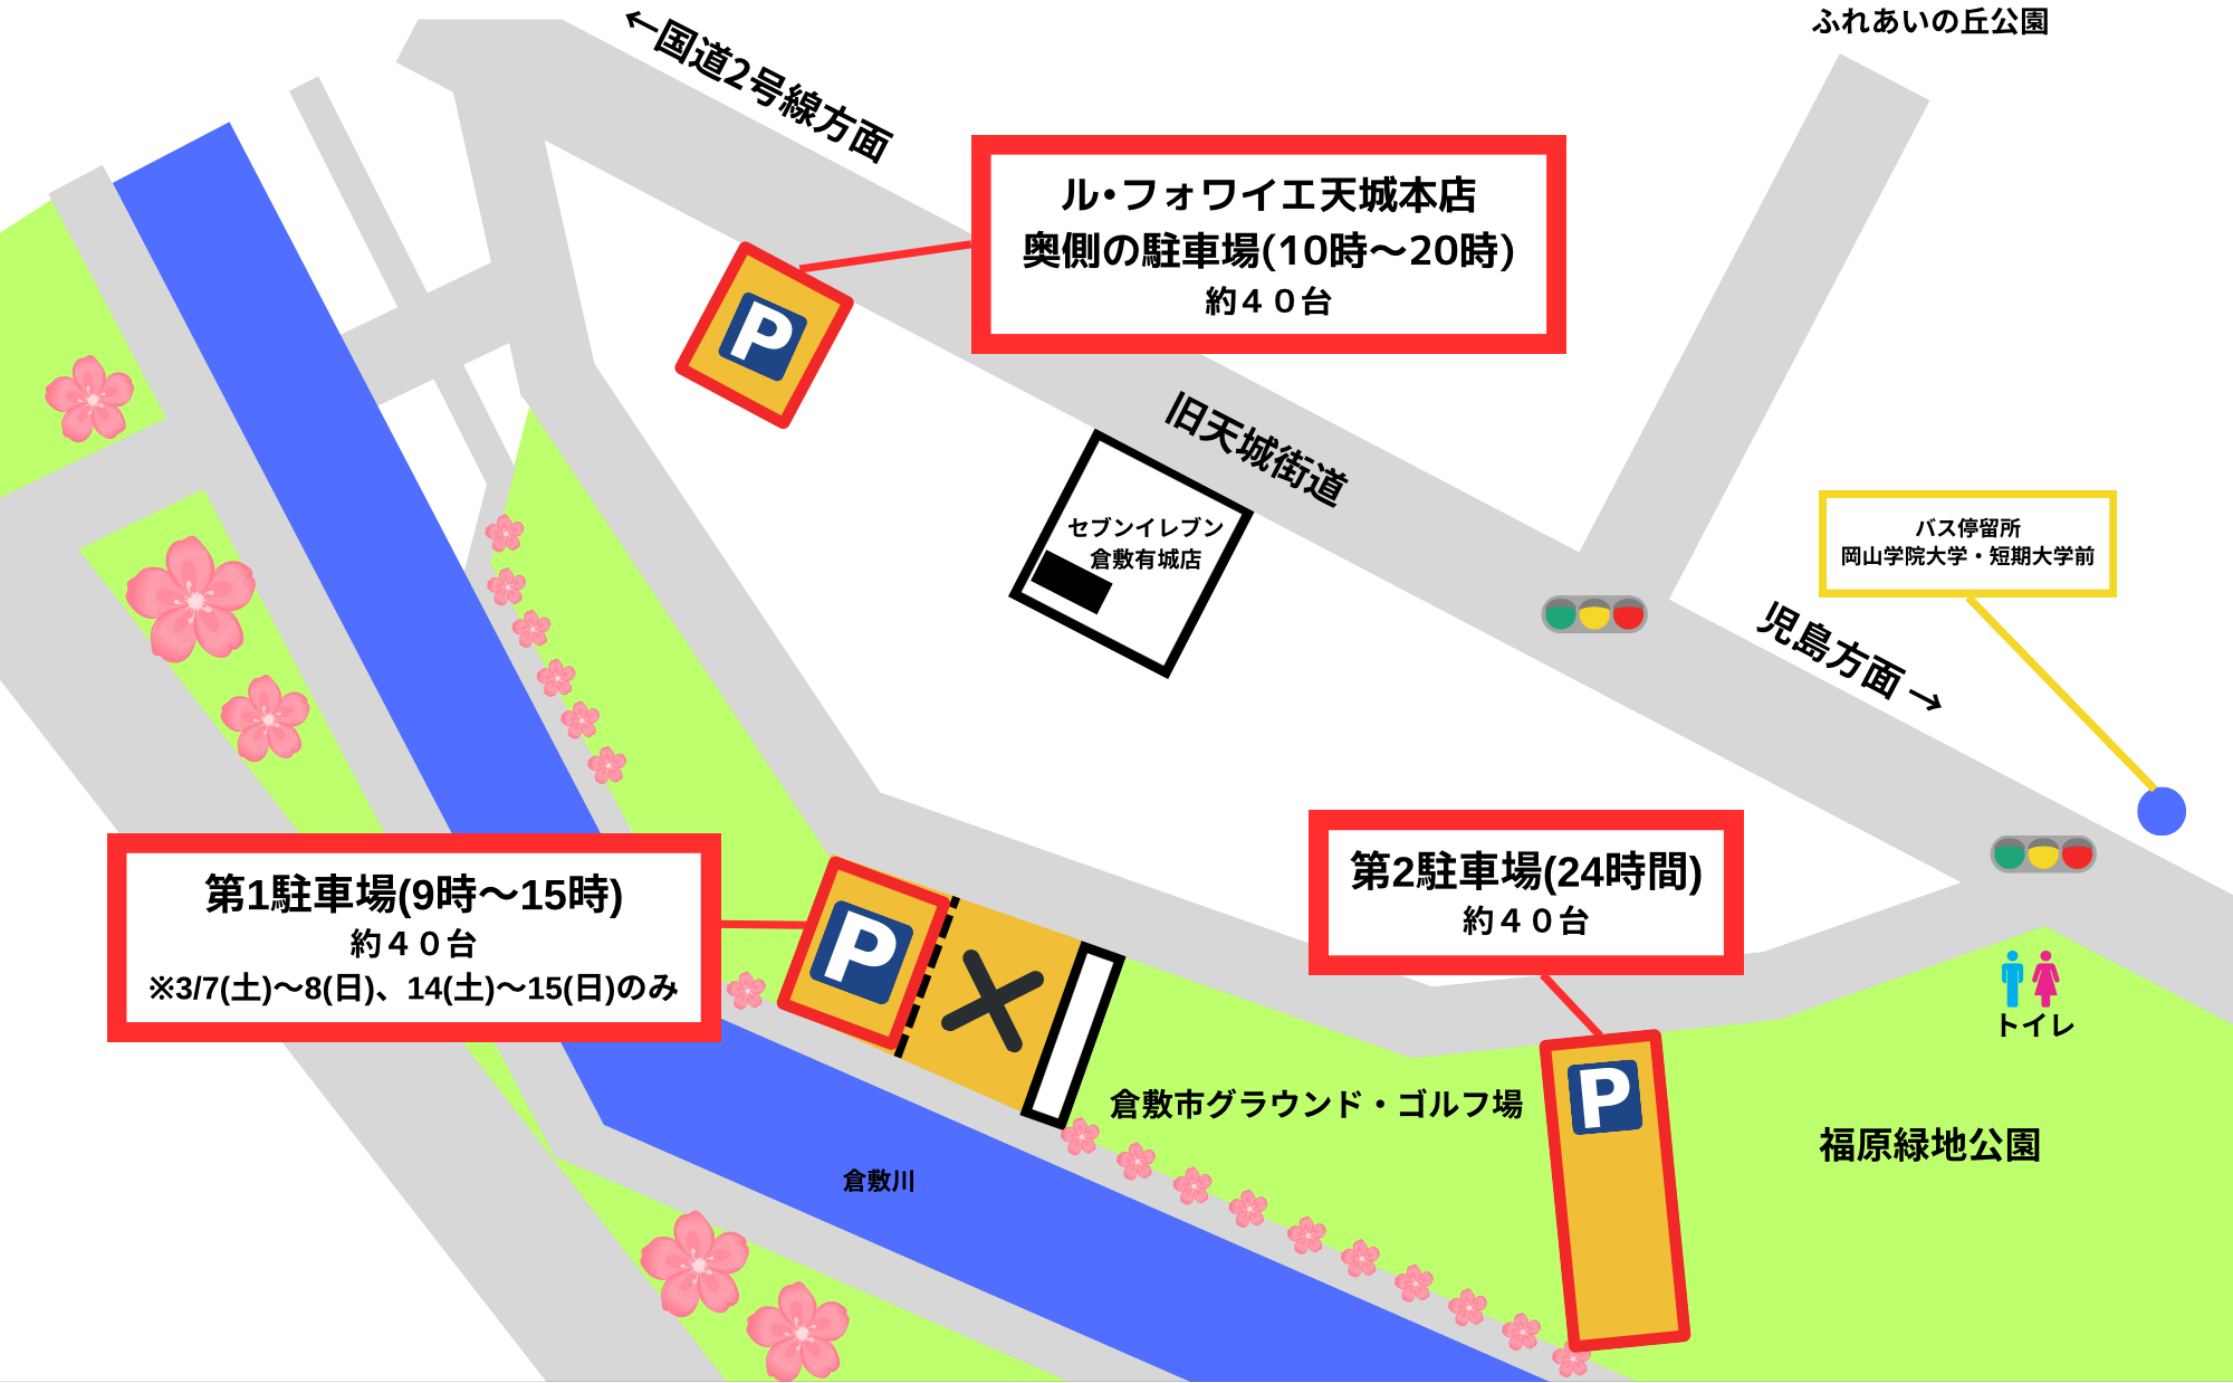 ふれあいの丘公園
←国道2号線方面
ル・フォワイエ天城本店
奥側の駐車場(10時〜20時)
約４０台
P
旧天城街道
セブンイレブン
倉敷有城店
バス停留所
岡山学院大学・短期大学前
児島方面→
第1駐車場(9時〜15時)
約４０台
※3/7(土)〜8(日)、14(土)〜15(日)のみ
P
第2駐車場(24時間)
約４０台
P
トイレ
倉敷市グラウンド・ゴルフ場
福原緑地公園
倉敷川